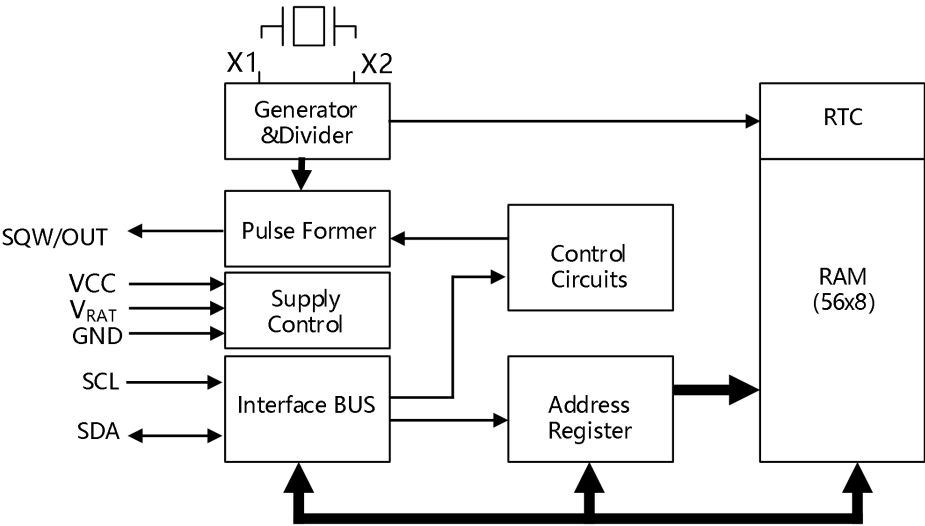 X1
X2
Generator
&Divider
RTC
SQW/OUT
Pulse Former
Control
Circuits
RAM
(56x8)
VCC
VRAT
GND
Supply
Control
SCL
SDA
Interface BUS
Address
Register